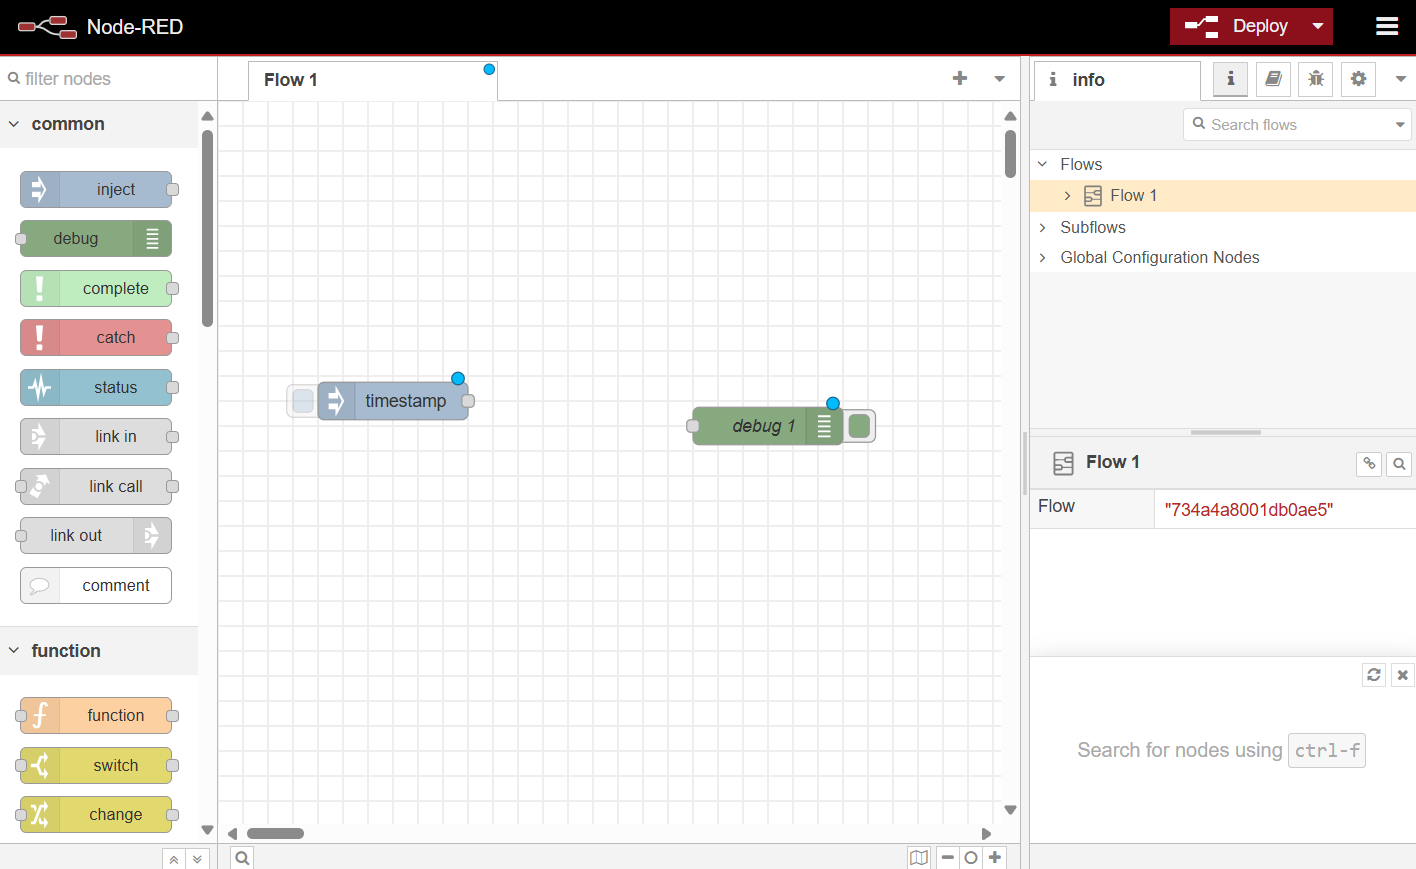 Node-RED
Deploy
filter nodes
Flow 1
info
common
Search flows
Flows
inject
Flow 1
Subflows
debug
Global Configuration Nodes
complete
catch
status
timestamp
debug 1
link in
Flow 1
link call
Flow
"734a4a8001db0ae5"
link out
comment
function
function
Search for nodes using ctrl-f
switch
change